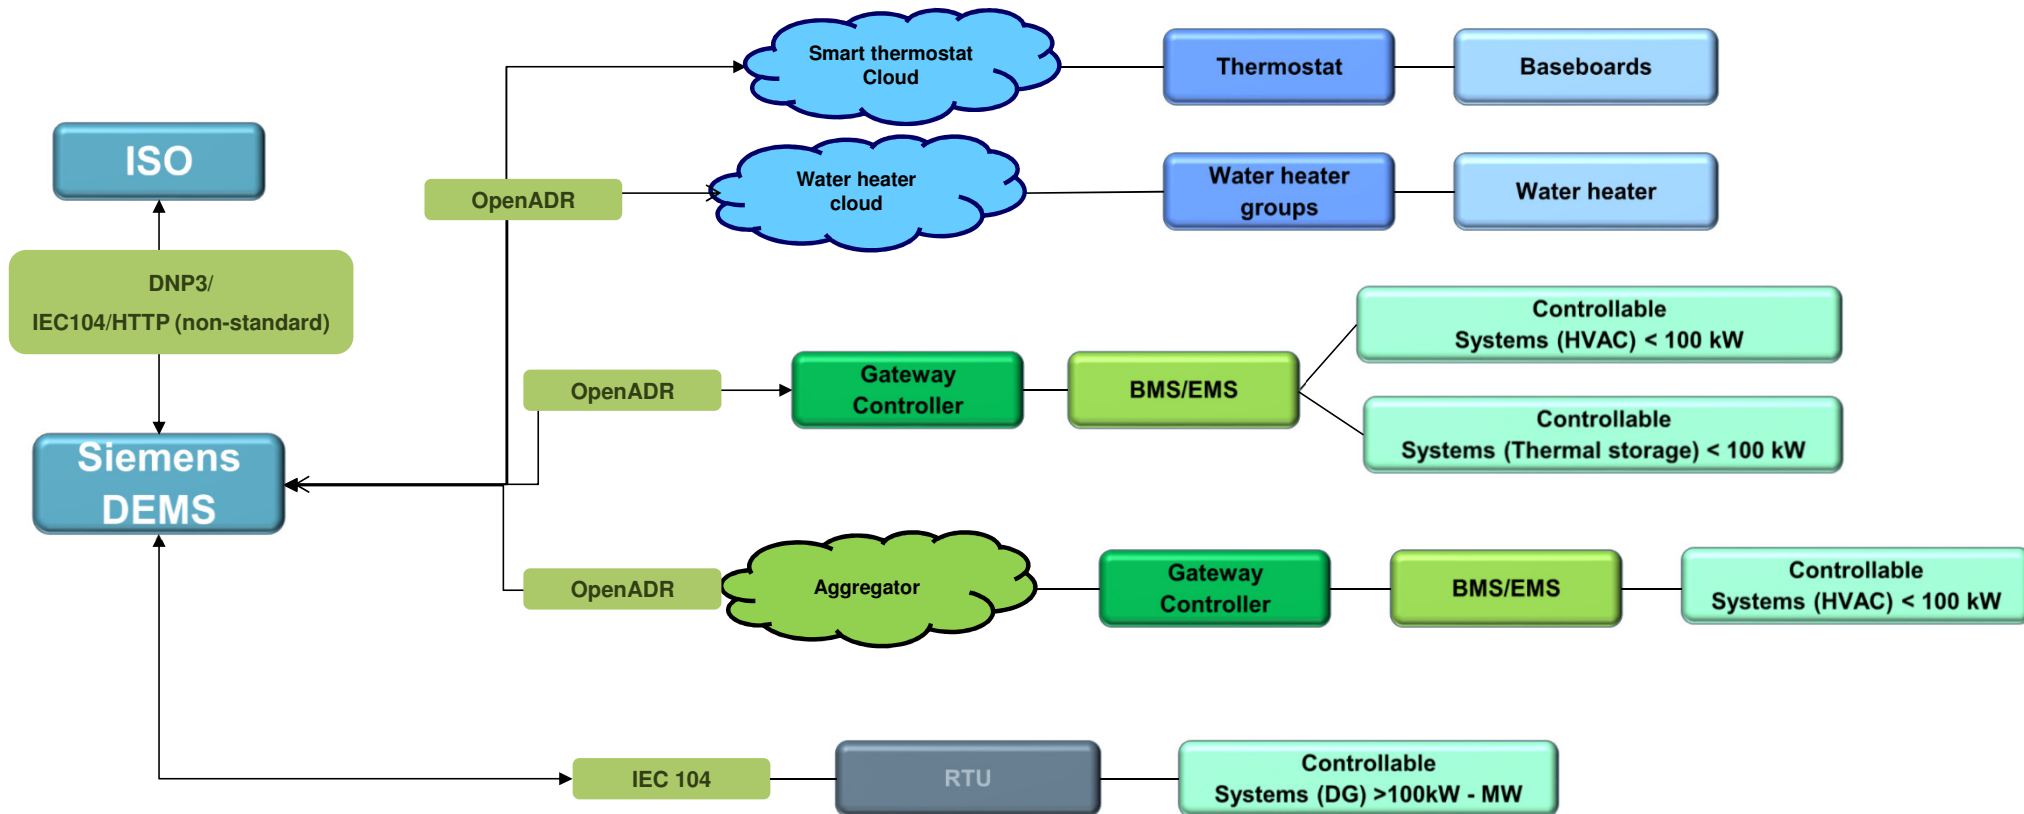 Smart thermostat
Cloud
Thermostat
Baseboards
ISO
OpenADR
Water heater
cloud
Water heater
groups
Water heater
DNP3/
IEC104/HTTP (non-standard)
Controllable
Systems (HVAC) < 100 kW
OpenADR
Gateway
Controller
BMS/EMS
Controllable
Systems (Thermal storage) < 100 kW
Siemens
DEMS
OpenADR
Aggregator
Gateway
Controller
BMS/EMS
Controllable
Systems (HVAC) < 100 kW
IEC 104
RTU
Controllable
Systems (DG) >100kW - MW